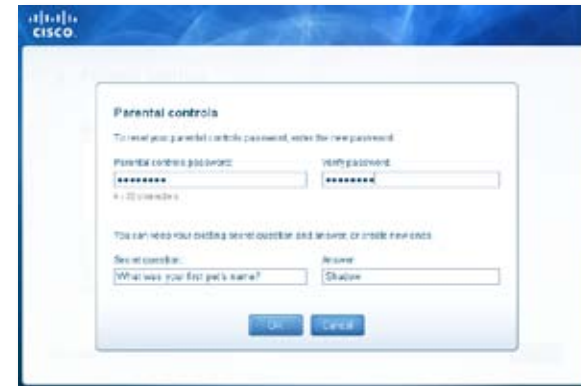 CISCO
Parental controls
To reset your parental controls password, enter the new password.
Parental controls password: Verify password:
•••••••• ••••••••
4 - 32 characters
You can keep your existing secret question and answer, or create new ones.
Secret question: Answer:
What was your first pet's name? Shadow
OK Cancel